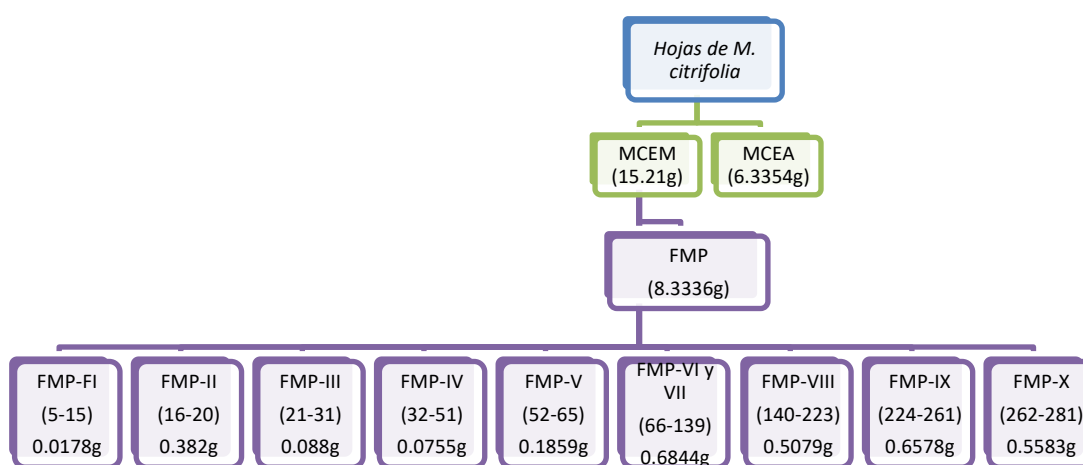 Hojas de M.
citrifolia
MCEM
(15.21g)
MCEA
(6.3354g)
FMP
(8.3336g)
FMP-FI
(5-15)
0.0178g
FMP-II
(16-20)
0.382g
FMP-III
(21-31)
0.088g
FMP-IV
(32-51)
0.0755g
FMP-V
(52-65)
0.1859g
FMP-VI y
VII
(66-139)
0.6844g
FMP-VIII
(140-223)
0.5079g
FMP-IX
(224-261)
0.6578g
FMP-X
(262-281)
0.5583g